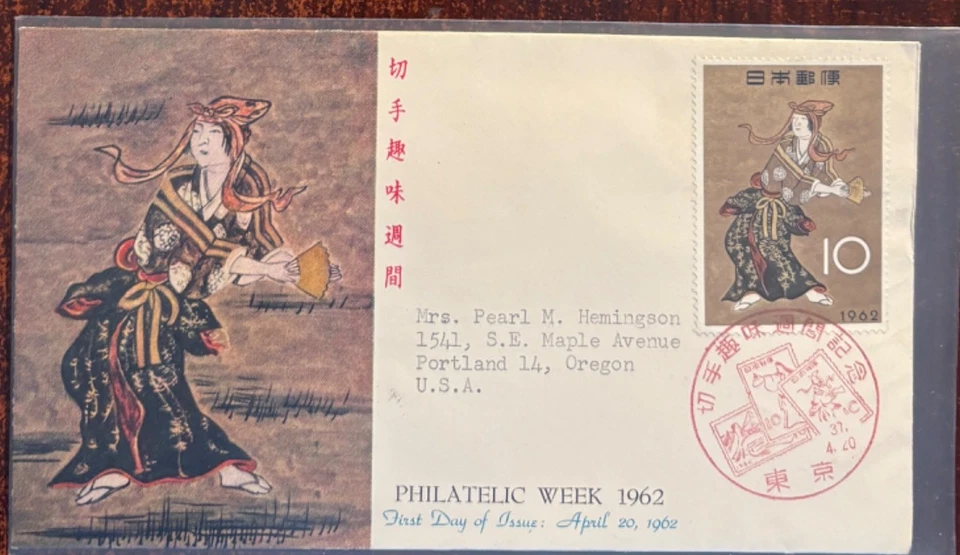 切手趣味週間
日本郵便
10
1962
Mrs. Pearl M. Hemingson
1541, S.E. Maple Avenue
Portland 14, Oregon
U.S.A.
切手趣味週間記念
10
10
37.
4.20
東京
PHILATELIC WEEK 1962
First Day of Issue: April 20, 1962